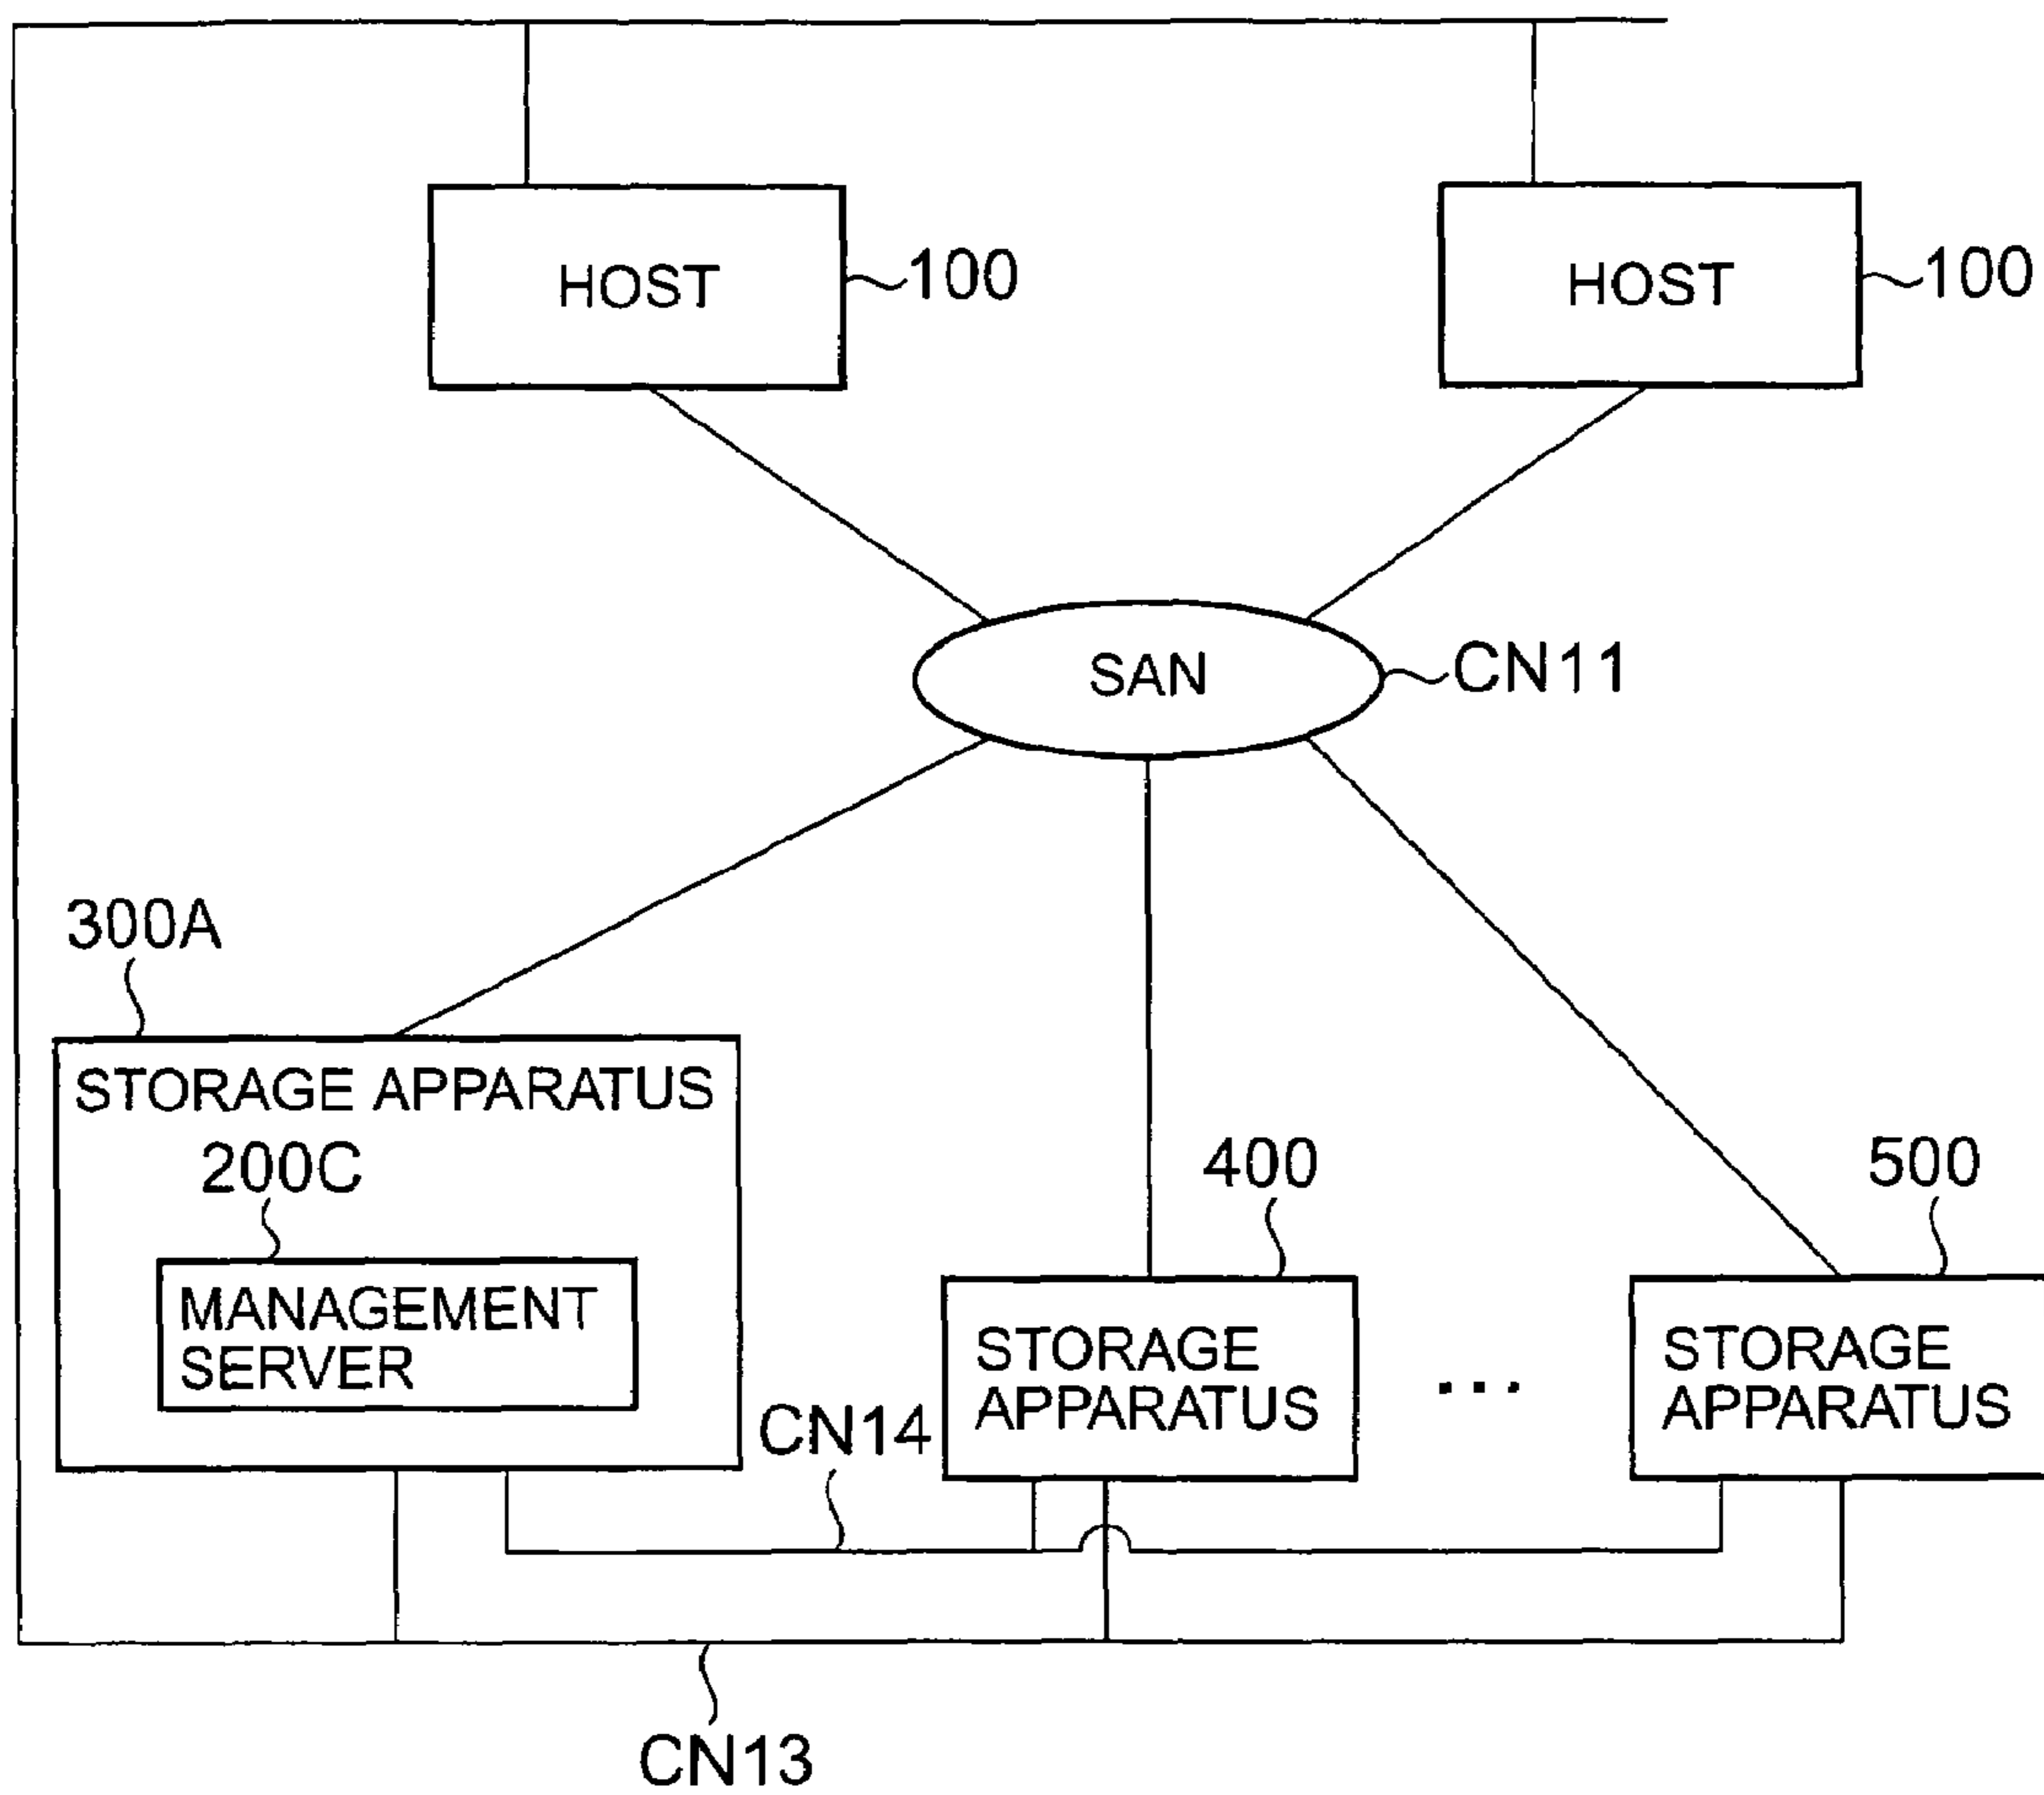 HOST
100
HOST
100
SAN
CN11
300A
STORAGE APPARATUS
200C
MANAGEMENT
SERVER
400
STORAGE
APPARATUS
...
500
STORAGE
APPARATUS
CN14
CN13